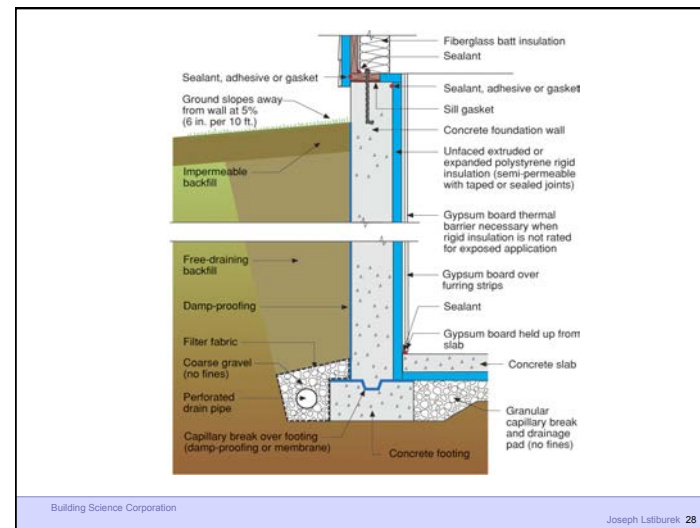 Fiberglass batt insulation
Sealant
Sealant, adhesive or gasket
Sealant, adhesive or gasket
Ground slopes away
from wall at 5%
(6 in. per 10 ft.)
Sill gasket
Concrete foundation wall
Unfaced extruded or
expanded polystyrene rigid
insulation (semi-permeable
with taped or sealed joints)
Impermeable
backfill
Gypsum board thermal
barrier necessary when
rigid insulation is not rated
for exposed application
Free-draining
backfill
Gypsum board over
furring strips
Damp-proofing
Sealant
Gypsum board held up from
slab
Filter fabric
Coarse gravel
(no fines)
Concrete slab
Perforated
drain pipe
Granular
capillary break
and drainage
pad (no fines)
Capillary break over footing
(damp-proofing or membrane)
Concrete footing
Building Science Corporation
Joseph Lstiburek 28